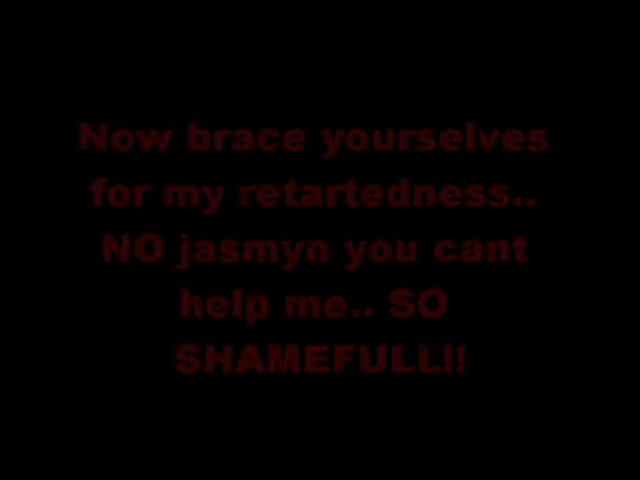 Now brace yourselves
for my retartedness..
NO jasmyn you cant
help me.. SO
SHAMEFULL!!